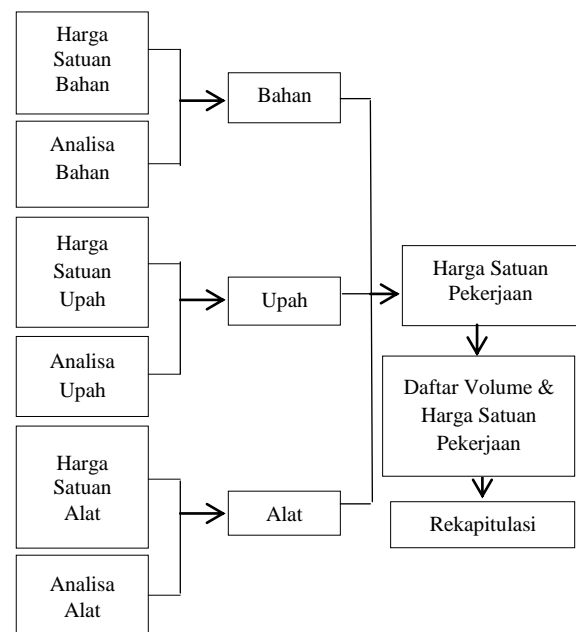 Harga
Satuan
Bahan
Analisa
Bahan
Bahan
Harga
Satuan
Upah
Analisa
Upah
Upah
Harga
Satuan
Alat
Analisa
Alat
Alat
Harga Satuan
Pekerjaan
Daftar Volume &
Harga Satuan
Pekerjaan
Rekapitulasi